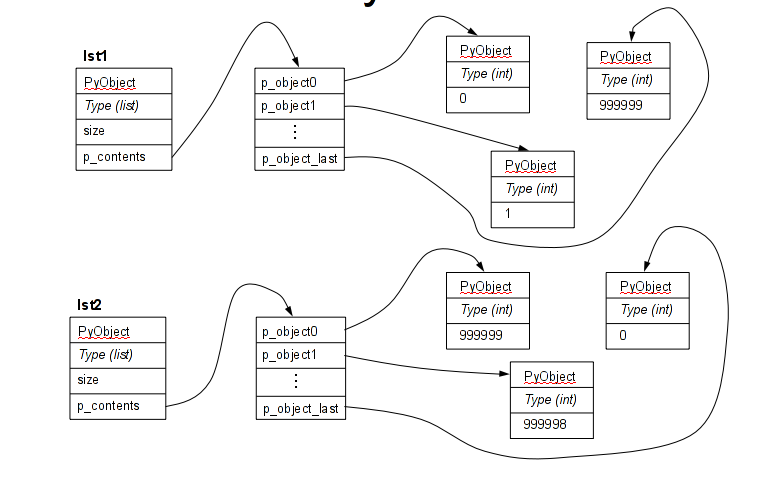 y
lst1
PyObject
Type (list)
size
p_contents
p_object0
p_object1
⋮
p_object_last
PyObject
Type (int)
0
PyObject
Type (int)
999999
PyObject
Type (int)
1
lst2
PyObject
Type (list)
size
p_contents
p_object0
p_object1
⋮
p_object_last
PyObject
Type (int)
999999
PyObject
Type (int)
0
PyObject
Type (int)
999998